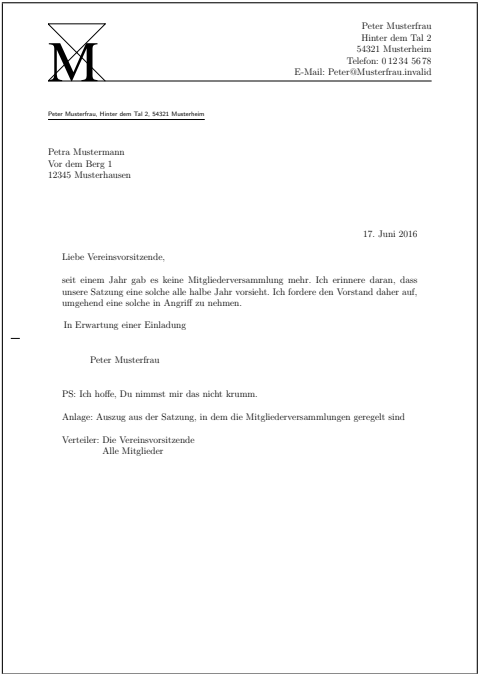 M
Peter Musterfrau
Hinter dem Tal 2
54321 Musterheim
Telefon: 0 12 34 56 78
E-Mail: Peter@Musterfrau.invalid
Peter Musterfrau, Hinter dem Tal 2, 54321 Musterheim
Petra Mustermann
Vor dem Berg 1
12345 Musterhausen
17. Juni 2016
Liebe Vereinsvorsitzende,
seit einem Jahr gab es keine Mitgliederversammlung mehr. Ich erinnere daran, dass
unsere Satzung eine solche alle halbe Jahr vorsieht. Ich fordere den Vorstand daher auf,
umgehend eine solche in Angriff zu nehmen.
In Erwartung einer Einladung
Peter Musterfrau
PS: Ich hoffe, Du nimmst mir das nicht krumm.
Anlage: Auszug aus der Satzung, in dem die Mitgliederversammlungen geregelt sind
Verteiler: Die Vereinsvorsitzende
Alle Mitglieder